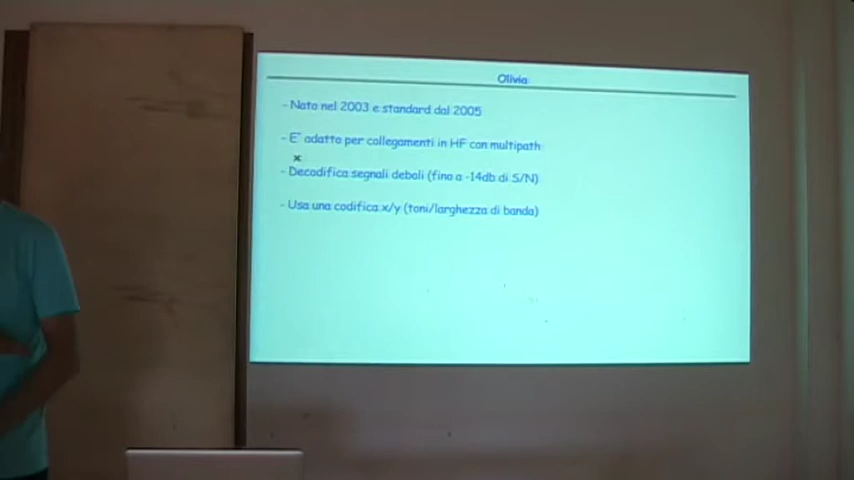 Olivia
- Nato nel 2003 e standard dal 2005
- E' adatto per collegamenti in HF con multipath
x
- Decodifica segnali deboli (fino a -14db di S/N)
- Usa una codifica x/y (toni/larghezza di banda)